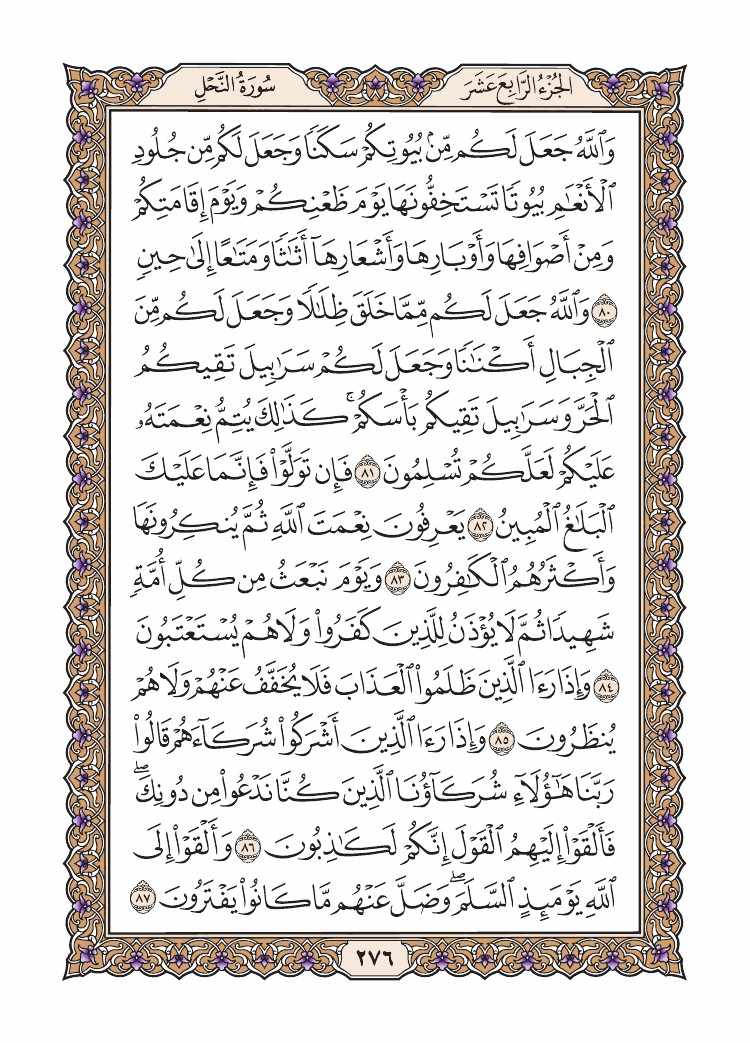 الجُزْءُ الرَّابِعَ عَشَرَ
سُورَةُ النَّحْلِ
وَٱللَّهُ جَعَلَ لَكُم مِّنۢ بُيُوتِكُمْ سَكَنًا وَجَعَلَ لَكُم مِّن جُلُودِ
ٱلْأَنْعَٰمِ بُيُوتًا تَسْتَخِفُّونَهَا يَوْمَ ظَعْنِكُمْ وَيَوْمَ إِقَامَتِكُمْ
وَمِنْ أَصْوَافِهَا وَأَوْبَارِهَا وَأَشْعَارِهَآ أَثَٰثًا وَمَتَٰعًا إِلَىٰ حِينٍ
٨٠ وَٱللَّهُ جَعَلَ لَكُم مِّمَّا خَلَقَ ظِلَٰلًا وَجَعَلَ لَكُم مِّنَ
ٱلْجِبَالِ أَكْنَٰنًا وَجَعَلَ لَكُمْ سَرَٰبِيلَ تَقِيكُمُ
ٱلْحَرَّ وَسَرَٰبِيلَ تَقِيكُم بَأْسَكُمْۚ كَذَٰلِكَ يُتِمُّ نِعْمَتَهُۥ
عَلَيْكُمْ لَعَلَّكُمْ تُسْلِمُونَ ٨١ فَإِن تَوَلَّوْا۟ فَإِنَّمَا عَلَيْكَ
ٱلْبَلَٰغُ ٱلْمُبِينُ ٨٢ يَعْرِفُونَ نِعْمَتَ ٱللَّهِ ثُمَّ يُنكِرُونَهَا
وَأَكْثَرُهُمُ ٱلْكَٰفِرُونَ ٨٣ وَيَوْمَ نَبْعَثُ مِن كُلِّ أُمَّةٍ
شَهِيدًا ثُمَّ لَا يُؤْذَنُ لِلَّذِينَ كَفَرُوا۟ وَلَا هُمْ يُسْتَعْتَبُونَ
٨٤ وَإِذَا رَءَا ٱلَّذِينَ ظَلَمُوا۟ ٱلْعَذَابَ فَلَا يُخَفَّفُ عَنْهُمْ وَلَا هُمْ
يُنظَرُونَ ٨٥ وَإِذَا رَءَا ٱلَّذِينَ أَشْرَكُوا۟ شُرَكَآءَهُمْ قَالُوا۟
رَبَّنَا هَٰٓؤُلَآءِ شُرَكَآؤُنَا ٱلَّذِينَ كُنَّا نَدْعُوا۟ مِن دُونِكَۖ
فَأَلْقَوْا۟ إِلَيْهِمُ ٱلْقَوْلَ إِنَّكُمْ لَكَٰذِبُونَ ٨٦ وَأَلْقَوْا۟ إِلَى
ٱللَّهِ يَوْمَئِذٍ ٱلسَّلَمَۖ وَضَلَّ عَنْهُم مَّا كَانُوا۟ يَفْتَرُونَ ٨٧
٢٧٦